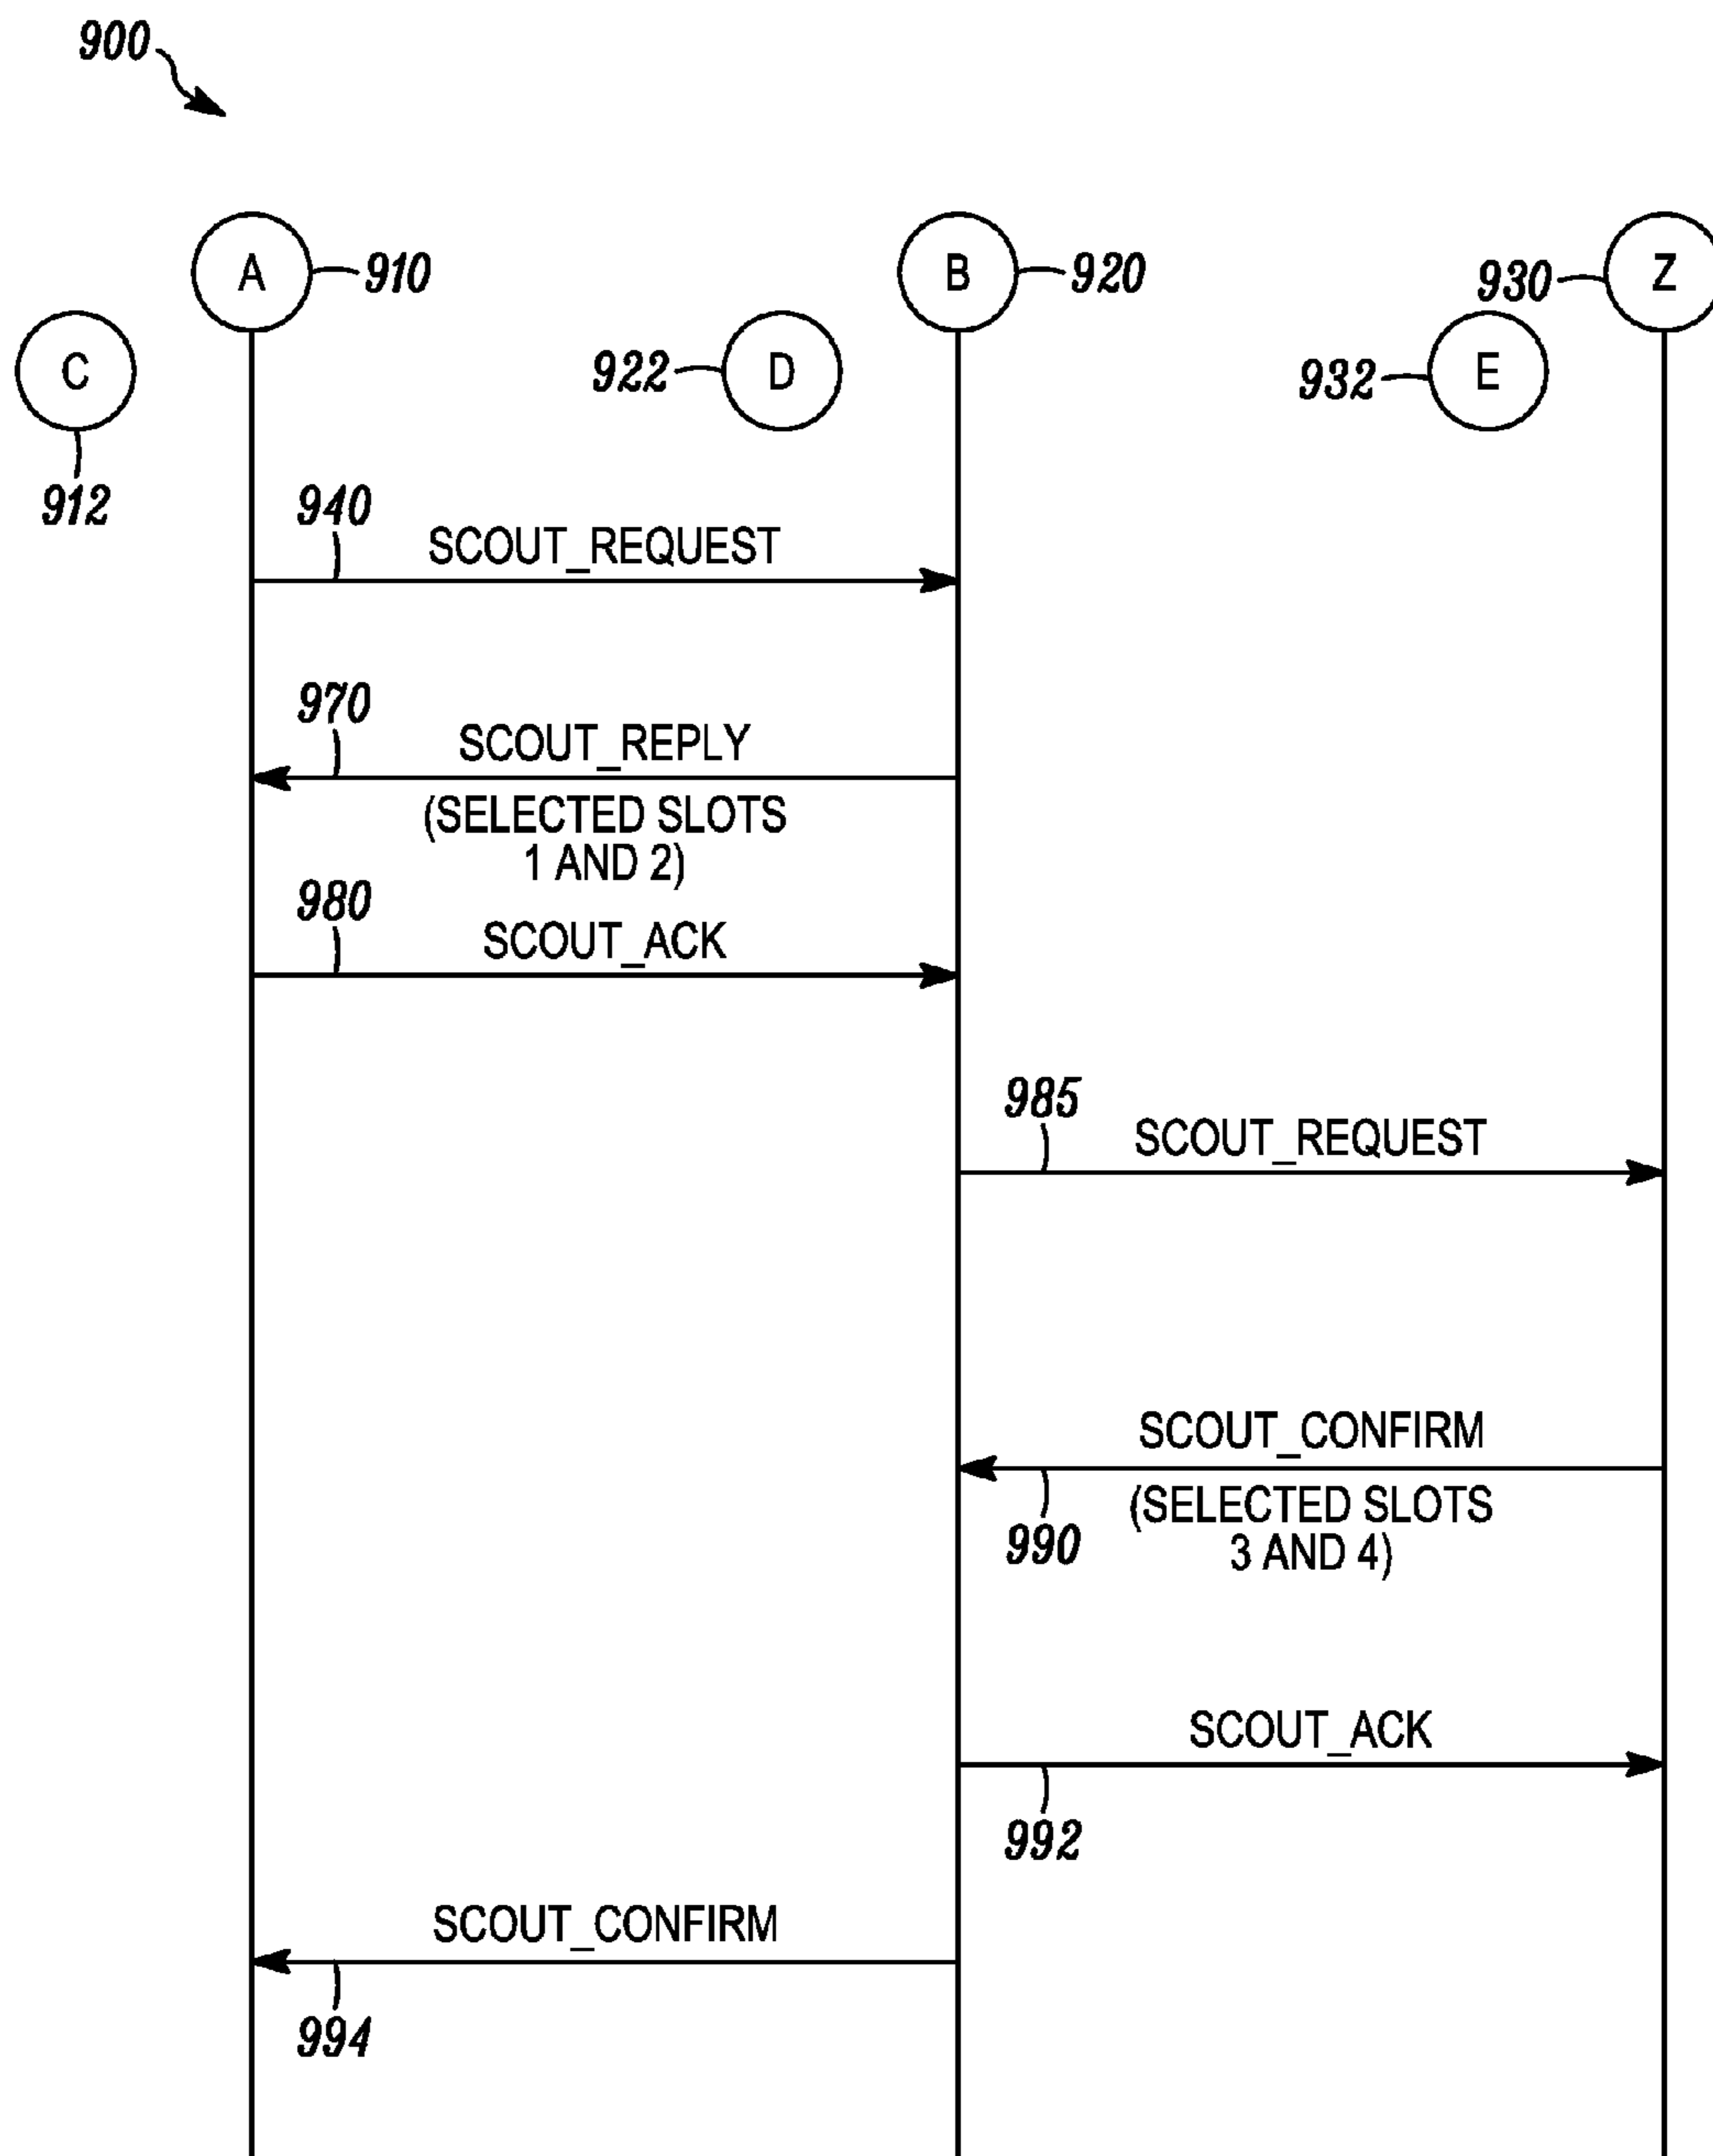 900
A
910
B
920
930
Z
C
912
922
D
932
E
940
SCOUT_REQUEST
970
SCOUT_REPLY
(SELECTED SLOTS
1 AND 2)
980
SCOUT_ACK
985
SCOUT_REQUEST
SCOUT_CONFIRM
990
(SELECTED SLOTS
3 AND 4)
SCOUT_ACK
992
SCOUT_CONFIRM
994